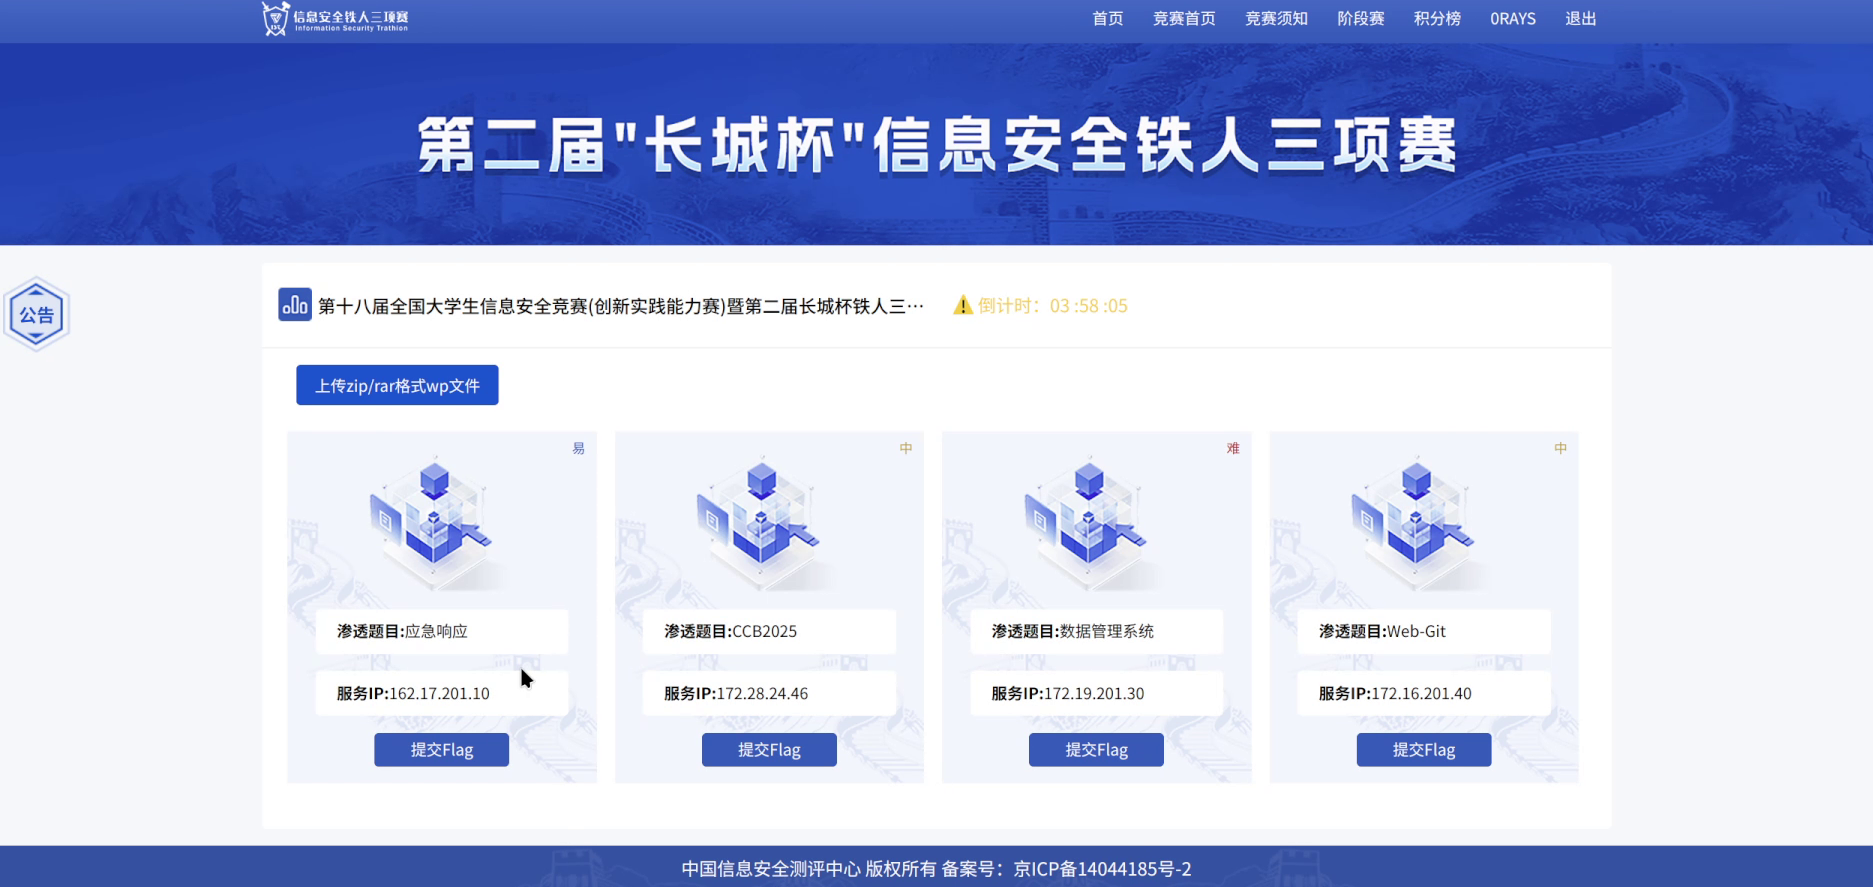 信息安全铁人三项赛
Information Security Trathlon
首页 竞赛首页 竞赛须知 阶段赛 积分榜 0RAYS 退出
第二届"长城杯"信息安全铁人三项赛
公告
第十八届全国大学生信息安全竞赛(创新实践能力赛)暨第二届长城杯铁人三… 倒计时：03 :58 :05
上传zip/rar格式wp文件
易
渗透题目:应急响应
服务IP:162.17.201.10
提交Flag
中
渗透题目:CCB2025
服务IP:172.28.24.46
提交Flag
难
渗透题目:数据管理系统
服务IP:172.19.201.30
提交Flag
中
渗透题目:Web-Git
服务IP:172.16.201.40
提交Flag
中国信息安全测评中心 版权所有 备案号：京ICP备14044185号-2